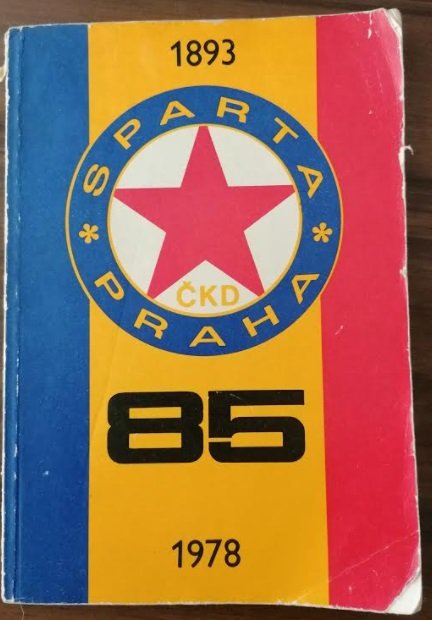 1893
* SPARTA *
PRAHA
ČKD
85
1978